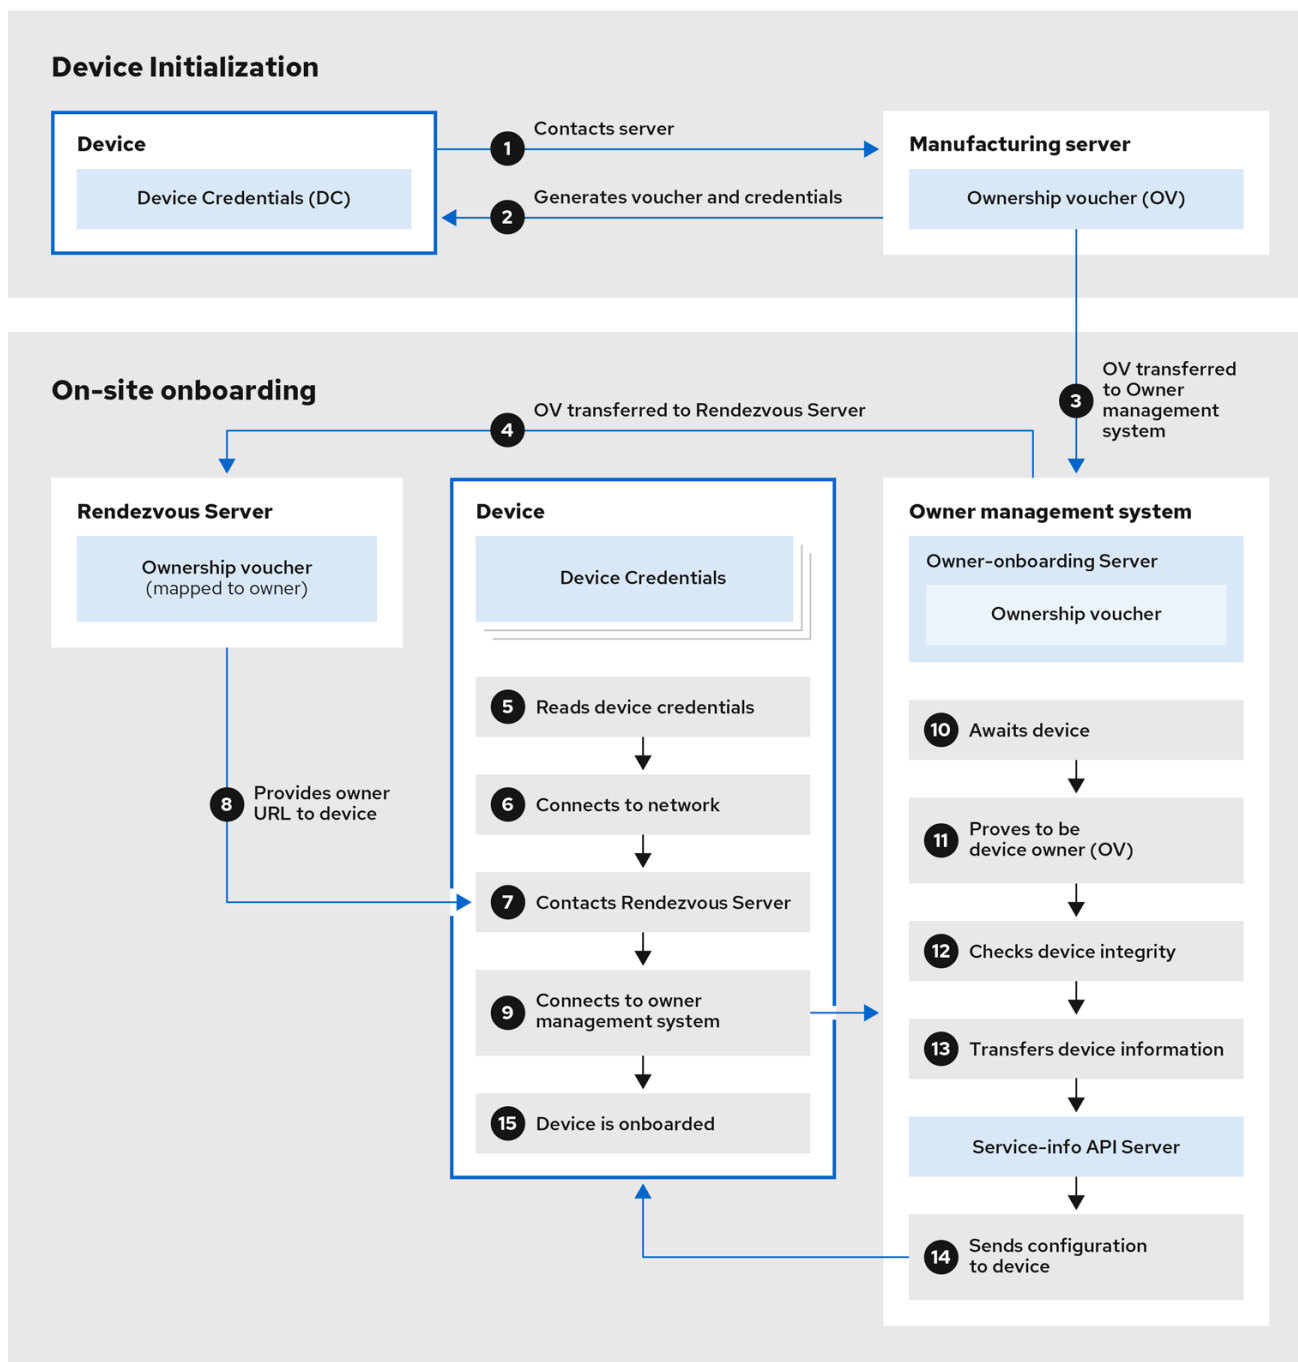 Device Initialization
Device
Device Credentials (DC)
1
Contacts server
2
Generates voucher and credentials
Manufacturing server
Ownership voucher (OV)
3
OV transferred
to Owner
management
system
On-site onboarding
4
OV transferred to Rendezvous Server
Rendezvous Server
Ownership voucher
(mapped to owner)
8
Provides owner
URL to device
Device
Device Credentials
5 Reads device credentials
6 Connects to network
7 Contacts Rendezvous Server
9 Connects to owner
management system
15 Device is onboarded
Owner management system
Owner-onboarding Server
Ownership voucher
10 Awaits device
11 Proves to be
device owner (OV)
12 Checks device integrity
13 Transfers device information
Service-info API Server
14 Sends configuration
to device